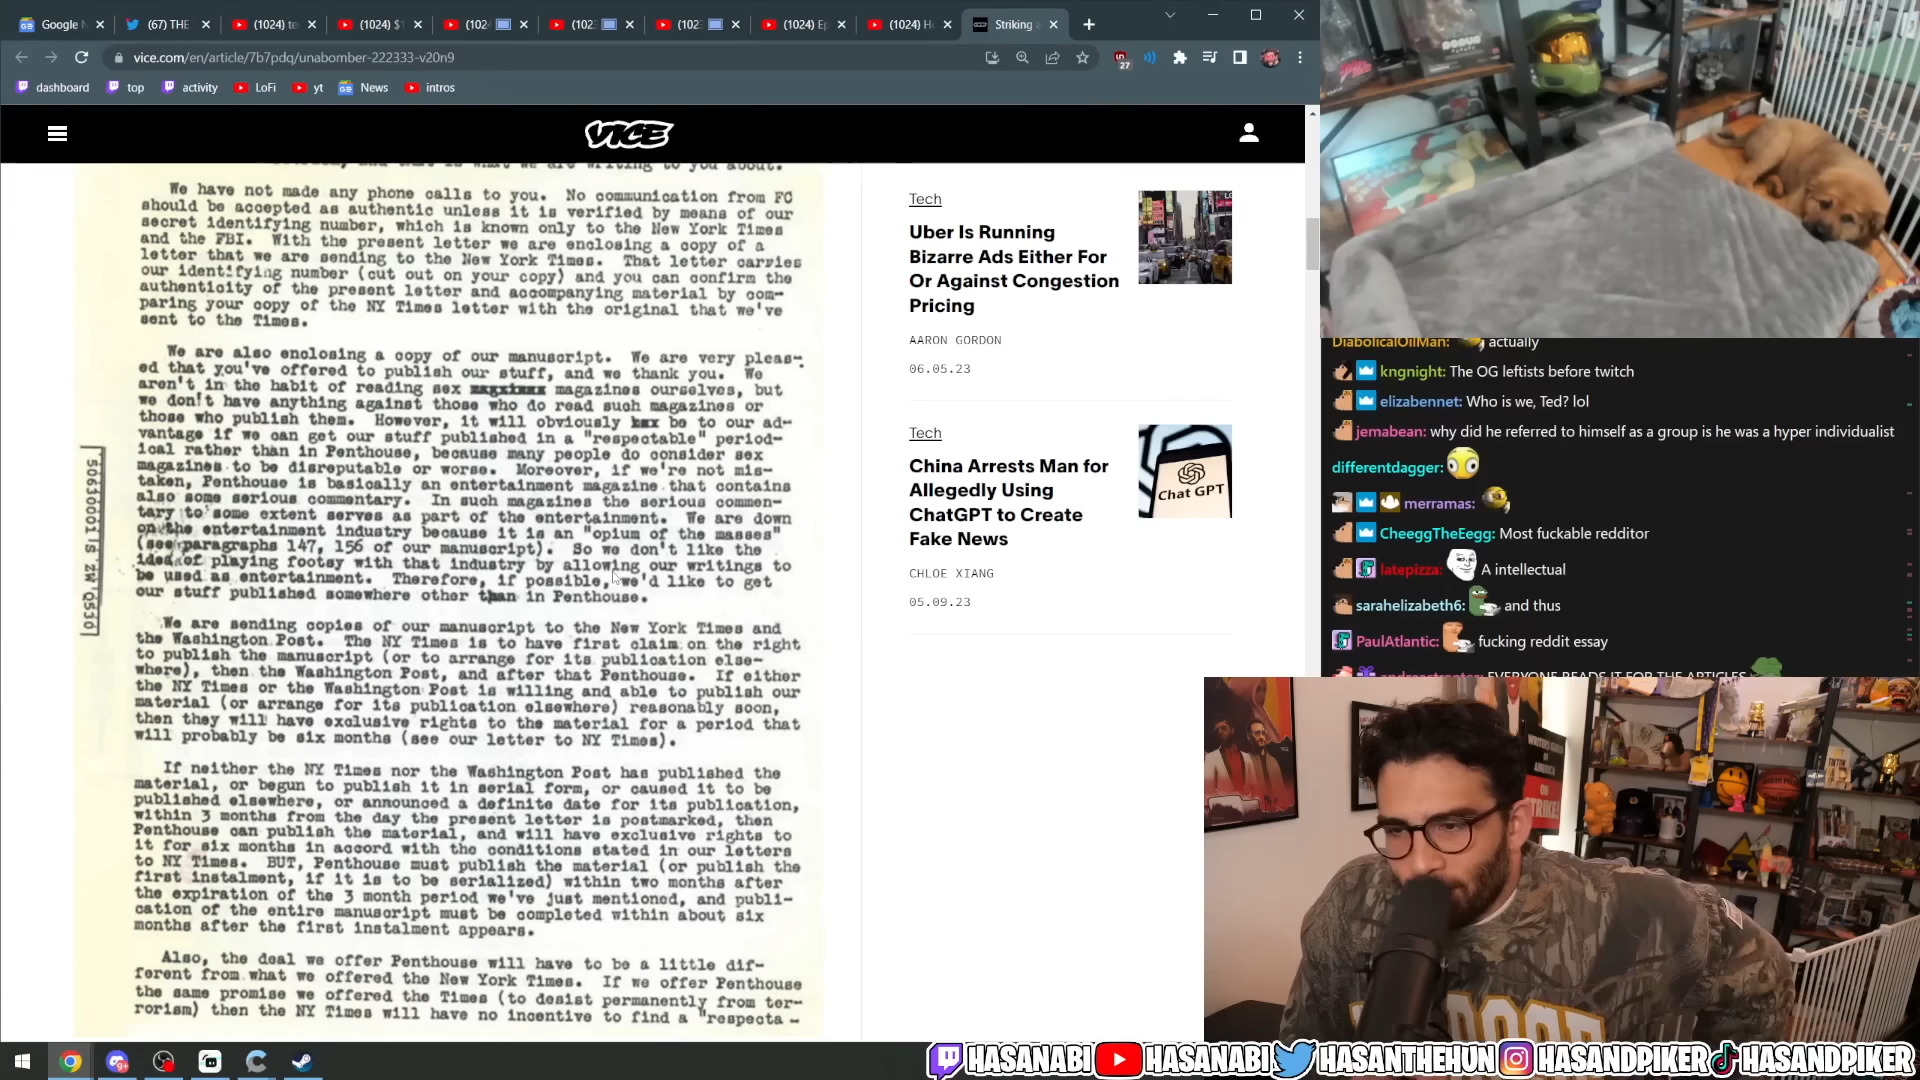 Google
(67) THE
(1024) te
(1024) $1
(1024
(102
(102
(1024) Ep
(1024) H
Striking a
vice.com/en/article/7b7pdq/unabomber-222333-v20n9
27
dashboard
top
activity
LoFi
yt
News
intros
VICE
We have not made any phone calls to you. No communication from FC
should be accepted as authentic unless it is verified by means of our
secret identifying number, which is known only to the New York Times
and the FBI. With the present letter we are enclosing a copy of a
letter that we are sending to the New York Times. That letter carries
our identifying number (cut out on your copy) and you can confirm the
authenticity of the present letter and accompanying material by com-
paring your copy of the NY Times letter with the original that we've
sent to the Times.
We are also enclosing a copy of our manuscript. We are very pleas-
ed that you've offered to publish our stuff, and we thank you. We
aren't in the habit of reading sex magazines ourselves, but
we don't have anything against those who do read such magazines or
those who publish them. However, it will obviously be to our ad-
vantage if we can get our stuff published in a "respectable" period-
ical rather than in Penthouse, because many people do consider sex
magazines to be disreputable or worse. Moreover, if we're not mis-
taken, Penthouse is basically an entertainment magazine that contains
also some serious commentary. In such magazines the serious commen-
tary to some extent serves as part of the entertainment. We are down
on the entertainment industry because it is an "opium of the masses"
(see paragraphs 147, 156 of our manuscript). So we don't like the
idea of playing footsy with that industry by allowing our writings to
be used as entertainment. Therefore, if possible, we'd like to get
our stuff published somewhere other than in Penthouse.
We are sending copies of our manuscript to the New York Times and
the Washington Post. The NY Times is to have first claim on the right
to publish the manuscript (or to arrange for its publication else-
where), then the Washington Post, and after that Penthouse. If either
the NY Times or the Washington Post is willing and able to publish our
material (or arrange for its publication elsewhere) reasonably soon,
then they will have exclusive rights to the material for a period that
will probably be six months (see our letter to NY Times).
If neither the NY Times nor the Washington Post has published the
material, or begun to publish it in serial form, or caused it to be
published elsewhere, or announced a definite date for its publication,
within 3 months from the day the present letter is postmarked, then
Penthouse can publish the material, and will have exclusive rights to
it for six months in accord with the conditions stated in our letters
to NY Times. BUT, Penthouse must publish the material (or publish the
first instalment, if it is to be serialized) within two months after
the expiration of the 3 month period we've just mentioned, and publi-
cation of the entire manuscript must be completed within about six
months after the first instalment appears.
Also, the deal we offer Penthouse will have to be a little dif-
ferent from what we offered the New York Times. If we offer Penthouse
the same promise we offered the Times (to desist permanently from ter-
rorism) then the NY Times will have no incentive to find a "respecta-
Tech
Uber Is Running
Bizarre Ads Either For
Or Against Congestion
Pricing
AARON GORDON
06.05.23
Tech
China Arrests Man for
Allegedly Using
ChatGPT to Create
Fake News
CHLOE XIANG
05.09.23
Chat GPT
DiabolicalOilMan: actually
kngnight: The OG leftists before twitch
elizabennet: Who is we, Ted? lol
jemabean: why did he referred to himself as a group is he was a hyper individualist
differentdagger:
merramas:
CheeggTheEegg: Most fuckable redditor
latepizza: A intellectual
sarahelizabeth6: and thus
PaulAtlantic: fucking reddit essay
EVERYONE READS IT FOR THE ARTICLES
HASANABI HASANABI HASANTHEHUN HASANDPIKER HASANDPIKER